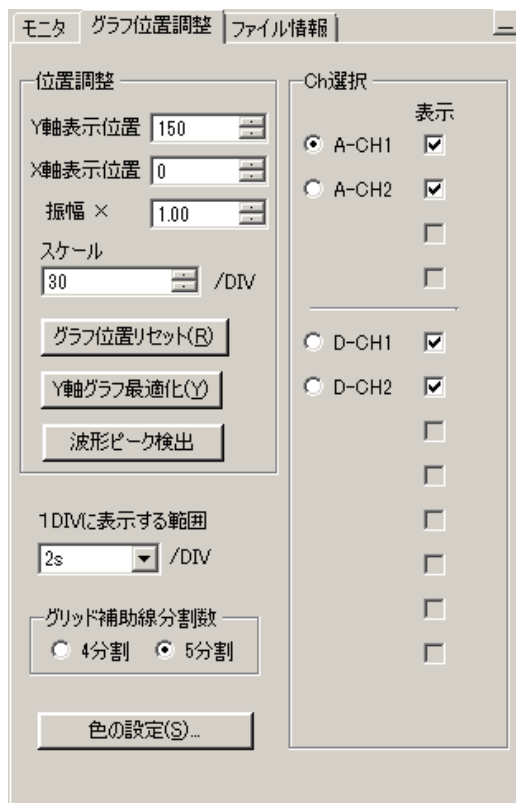 モニタ グラフ位置調整 ファイル情報
位置調整
Y軸表示位置 150
X軸表示位置 0
振幅 × 1.00
スケール
30 /DIV
グラフ位置リセット(R)
Y軸グラフ最適化(Y)
波形ピーク検出
1DIVに表示する範囲
2s /DIV
グリッド補助線分割数
4分割 5分割
色の設定(S)...
Ch選択
表示
A-CH1
A-CH2
D-CH1
D-CH2